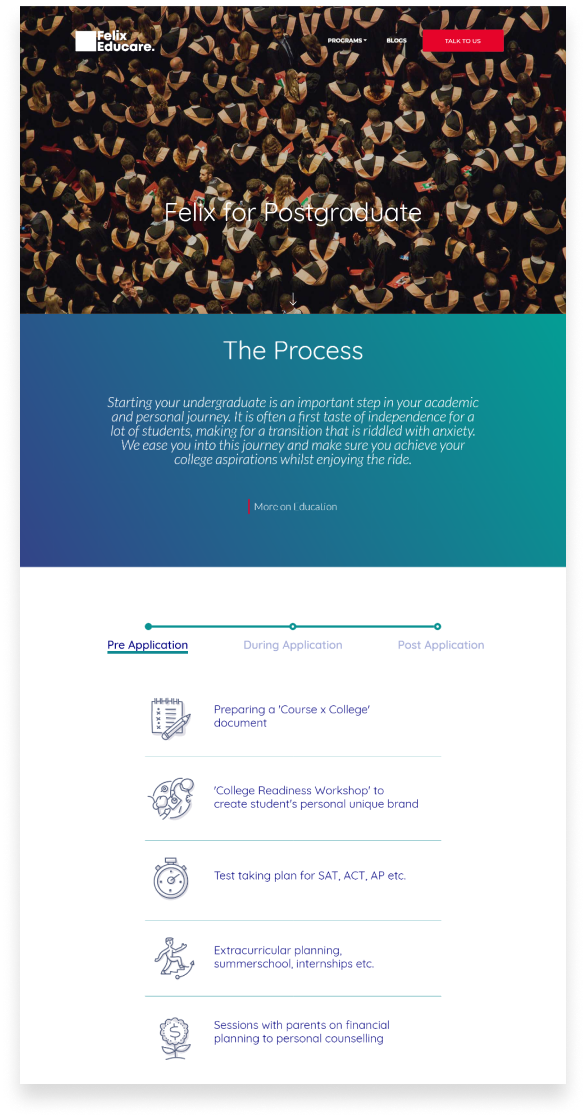 Felix
Educare.
PROGRAMS
BLOGS
TALK TO US
Felix for Postgraduate
The Process
Starting your undergraduate is an important step in your academic
and personal journey. It is often a first taste of independence for a
lot of students, making for a transition that is riddled with anxiety.
We ease you into this journey and make sure you achieve your
college aspirations whilst enjoying the ride.
More on Education
Pre Application
During Application
Post Application
Preparing a 'Course x College'
document
'College Readiness Workshop' to
create student's personal unique brand
Test taking plan for SAT, ACT, AP etc.
Extracurricular planning,
summerschool, internships etc.
Sessions with parents on financial
planning to personal counselling